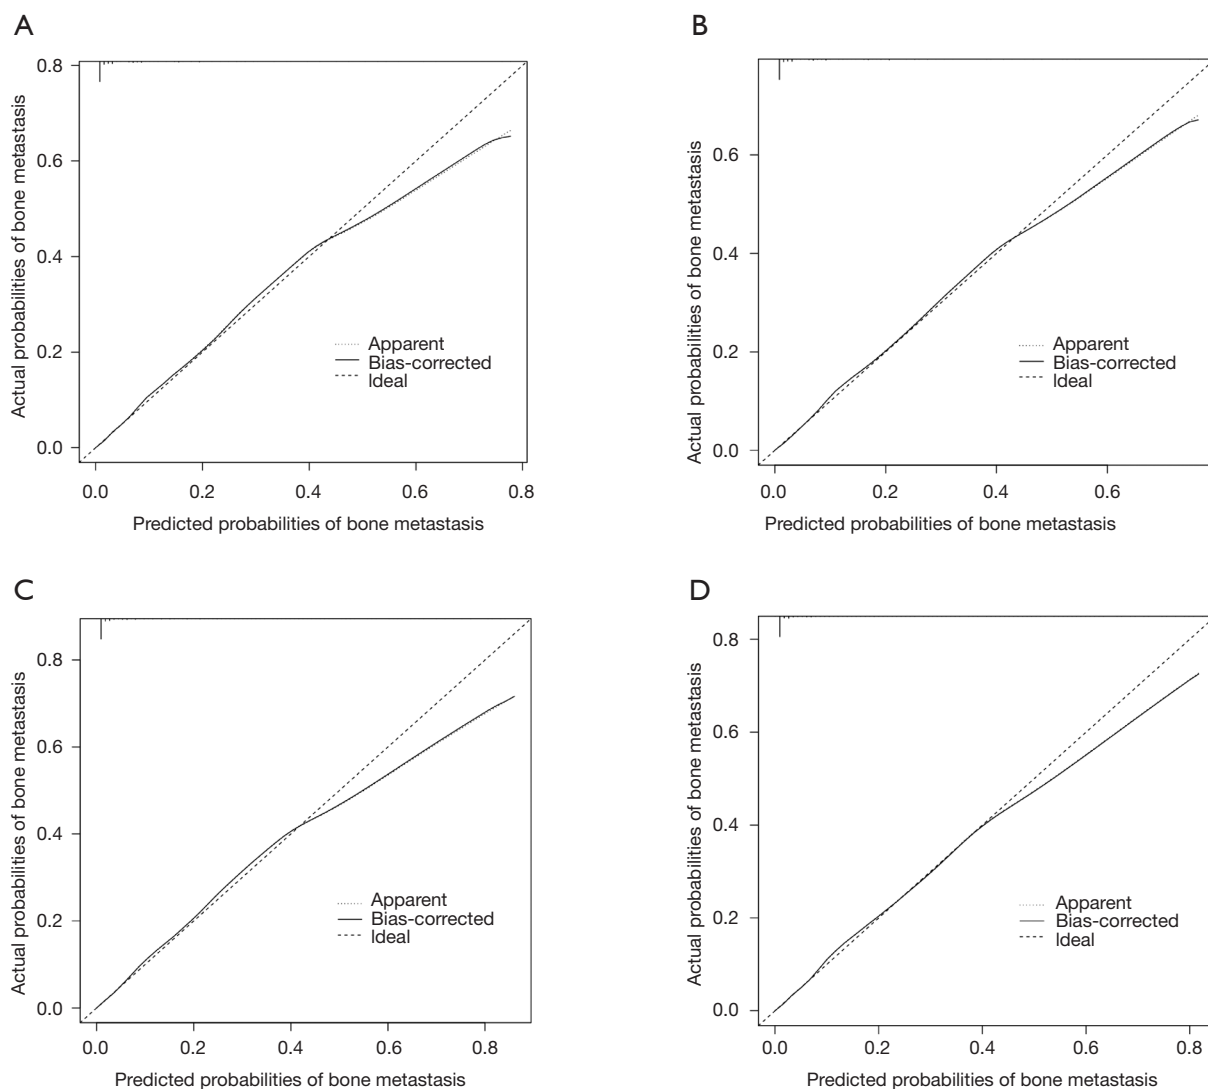 A
Actual probabilities of bone metastasis
0.8
0.6
0.4
0.2
0.0
Apparent
Bias-corrected
Ideal
0.0 0.2 0.4 0.6 0.8
Predicted probabilities of bone metastasis
B
Actual probabilities of bone metastasis
0.6
0.4
0.2
0.0
Apparent
Bias-corrected
Ideal
0.0 0.2 0.4 0.6
Predicted probabilities of bone metastasis
C
Actual probabilities of bone metastasis
0.8
0.6
0.4
0.2
0.0
Apparent
Bias-corrected
Ideal
0.0 0.2 0.4 0.6 0.8
Predicted probabilities of bone metastasis
D
Actual probabilities of bone metastasis
0.8
0.6
0.4
0.2
0.0
Apparent
Bias-corrected
Ideal
0.0 0.2 0.4 0.6 0.8
Predicted probabilities of bone metastasis